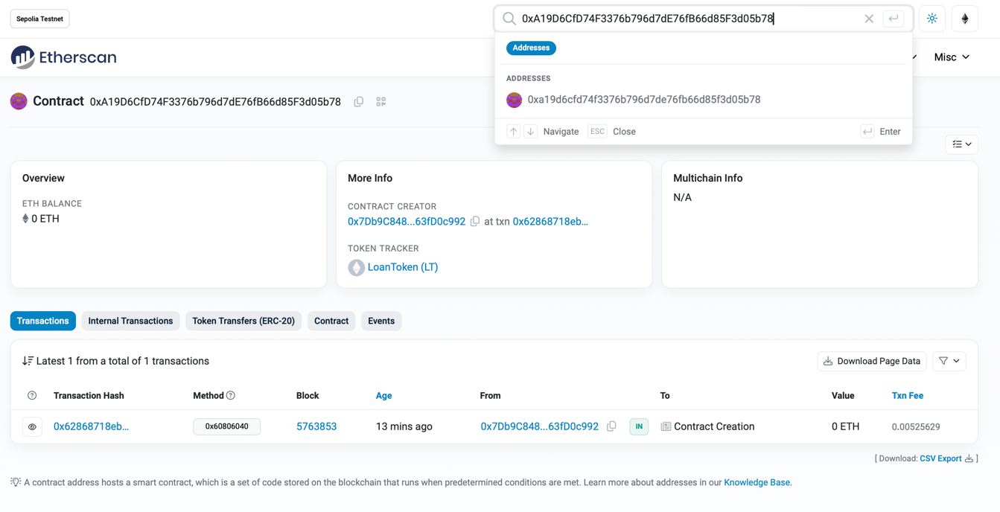 Sepolia Testnet
0xA19D6CfD74F3376b796d7dE76fB66d85F3d05b78
Addresses
ADDRESSES
0xa19d6cfd74f3376b796d7de76fb66d85f3d05b78
Navigate ESC Close Enter
Etherscan
Misc
Contract 0xA19D6CfD74F3376b796d7dE76fB66d85F3d05b78
Overview
ETH BALANCE
0 ETH
More Info
CONTRACT CREATOR
0x7Db9C848...63fD0c992 at txn 0x62868718eb...
TOKEN TRACKER
LoanToken (LT)
Multichain Info
N/A
Transactions Internal Transactions Token Transfers (ERC-20) Contract Events
Latest 1 from a total of 1 transactions
Download Page Data
Transaction Hash Method Block Age From To Value Txn Fee
0x62868718eb... 0x60806040 5763853 13 mins ago 0x7Db9C848...63fD0c992 IN Contract Creation 0 ETH 0.00525629
[ Download: CSV Export ]
A contract address hosts a smart contract, which is a set of code stored on the blockchain that runs when predetermined conditions are met. Learn more about addresses in our Knowledge Base.